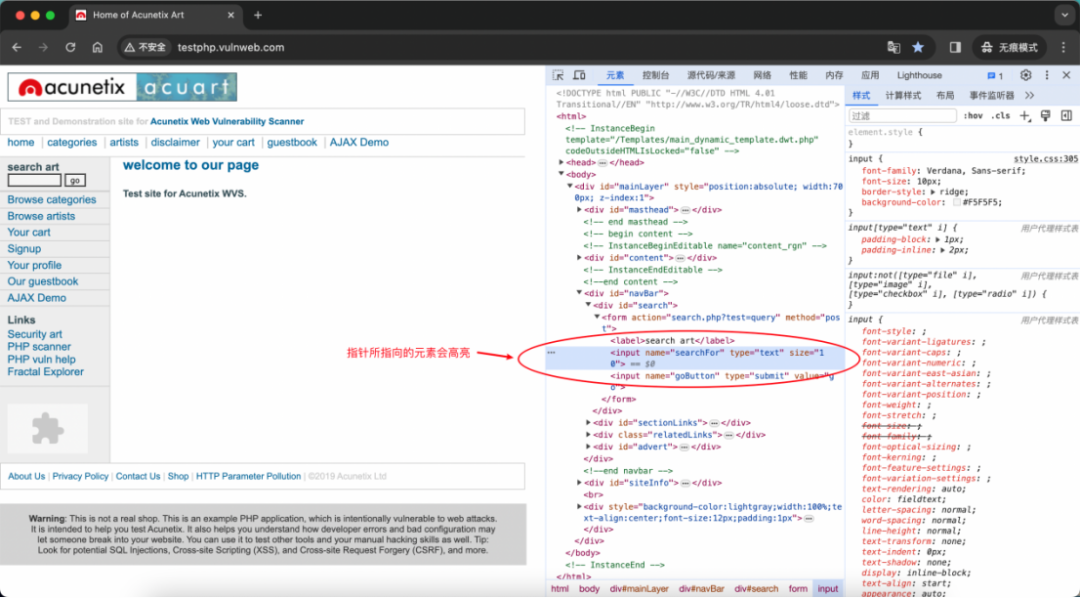 Home of Acunetix Art
不安全
testphp.vulnweb.com
无痕模式
acunetix
acuart
TEST and Demonstration site for Acunetix Web Vulnerability Scanner
home | categories | artists | disclaimer | your cart | guestbook | AJAX Demo
search art
go
Browse categories
Browse artists
Your cart
Signup
Your profile
Our guestbook
AJAX Demo
Links
Security art
PHP scanner
PHP vuln help
Fractal Explorer
welcome to our page
Test site for Acunetix WVS.
指针所指向的元素会高亮
About Us | Privacy Policy | Contact Us | Shop | HTTP Parameter Pollution | ©2019 Acunetix Ltd
Warning: This is not a real shop. This is an example PHP application, which is intentionally vulnerable to web attacks.
It is intended to help you test Acunetix. It also helps you understand how developer errors and bad configuration may
let someone break into your website. You can use it to test other tools and your manual hacking skills as well. Tip:
Look for potential SQL Injections, Cross-site Scripting (XSS), and Cross-site Request Forgery (CSRF), and more.
元素 控制台 源代码/来源 网络 性能 内存 应用 Lighthouse 1
<!DOCTYPE html PUBLIC "-//W3C//DTD HTML 4.01
Transitional//EN" "http://www.w3.org/TR/html4/loose.dtd">
<html>
<!-- InstanceBegin
template="/Templates/main_dynamic_template.dwt.php"
codeOutsideHTMLIsLocked="false" -->
<head>…</head>
<body>
<div id="mainLayer" style="position:absolute; width:70
0px; z-index:1">
<div id="masthead">…</div>
<!-- end masthead -->
<!-- begin content -->
<!-- InstanceBeginEditable name="content_rgn" -->
<div id="content">…</div>
<!-- InstanceEndEditable -->
<!--end content -->
<div id="navBar">
<div id="search">
<form action="search.php?test=query" method="pos
t">
<label>search art</label>
<input name="searchFor" type="text" size="1
0"> == $0
<input name="goButton" type="submit" value="g
o">
</form>
</div>
<div id="sectionLinks">…</div>
<div class="relatedLinks">…</div>
<div id="advert">…</div>
</div>
<!--end navbar -->
<div id="siteInfo">…</div>
<br>
<div style="background-color:lightgray;width:100%;te
xt-align:center;font-size:12px;padding:1px">…
</div>
</div>
</body>
<!-- InstanceEnd -->
</html>
html body div#mainLayer div#navBar div#search form input
样式 计算样式 布局 事件监听器
过滤 :hov .cls
element.style {
}
input { style.css:305
font-family: Verdana, Sans-serif;
font-size: 10px;
border-style: ridge;
background-color: #F5F5F5;
}
input[type="text" i] { 用户代理样式表
padding-block: 1px;
padding-inline: 2px;
}
input:not([type="file" i], 用户代理样式表
[type="image" i],
[type="checkbox" i], [type="radio" i]) {
}
input { 用户代理样式表
font-style: ;
font-variant-ligatures: ;
font-variant-caps: ;
font-variant-numeric: ;
font-variant-east-asian: ;
font-variant-alternates: ;
font-variant-position: ;
font-weight: ;
font-stretch: ;
font-size: ;
font-family: ;
font-optical-sizing: ;
font-kerning: ;
font-feature-settings: ;
font-variation-settings: ;
text-rendering: auto;
color: fieldtext;
letter-spacing: normal;
word-spacing: normal;
line-height: normal;
text-transform: none;
text-indent: 0px;
text-shadow: none;
display: inline-block;
text-align: start;
appearance: auto;